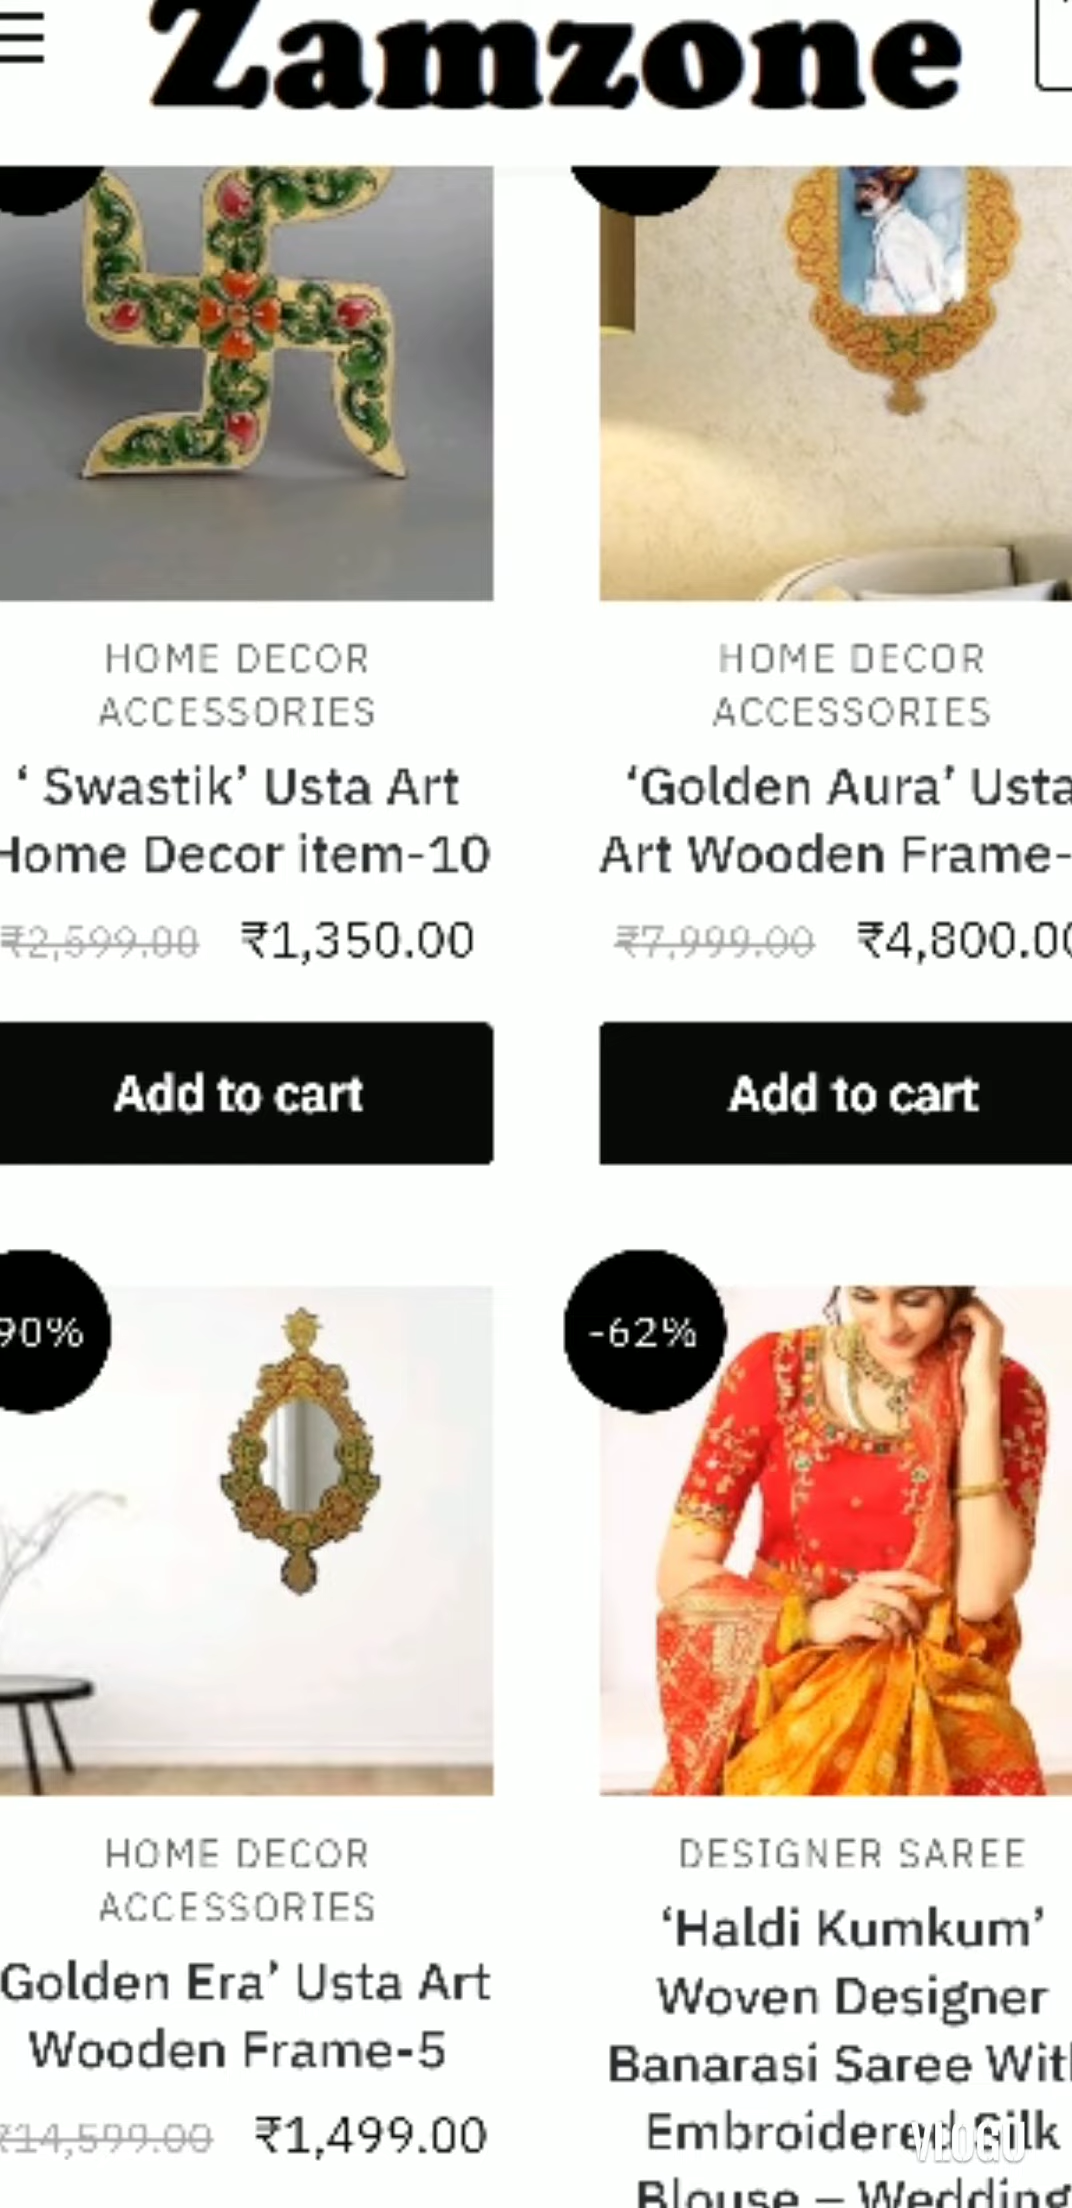 Zamzone
HOME DECOR
ACCESSORIES
‘ Swastik’ Usta Art
Home Decor item-10
₹2,599.00 ₹1,350.00
Add to cart
HOME DECOR
ACCESSORIES
‘Golden Aura’ Usta
Art Wooden Frame-
₹7,999.00 ₹4,800.00
Add to cart
90%
HOME DECOR
ACCESSORIES
Golden Era’ Usta Art
Wooden Frame-5
₹14,599.00 ₹1,499.00
-62%
DESIGNER SAREE
‘Haldi Kumkum’
Woven Designer
Banarasi Saree With
Embroidered Silk
Blouse – Wedding